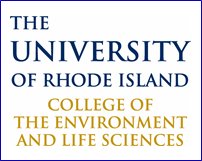 THE
UNIVERSITY
OF RHODE ISLAND
COLLEGE OF
THE ENVIRONMENT
AND LIFE SCIENCES